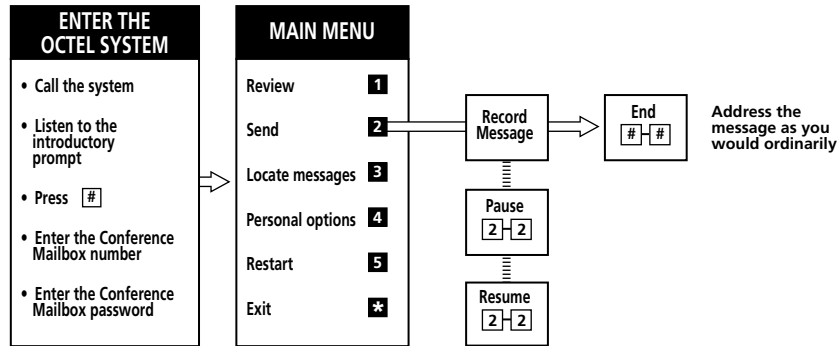 ENTER THE
OCTEL SYSTEM
• Call the system
• Listen to the
introductory
prompt
• Press #
• Enter the Conference
Mailbox number
• Enter the Conference
Mailbox password
MAIN MENU
Review 1
Send 2
Locate messages 3
Personal options 4
Restart 5
Exit *
Record
Message
Pause
2-2
Resume
2-2
End
#-#
Address the
message as you
would ordinarily